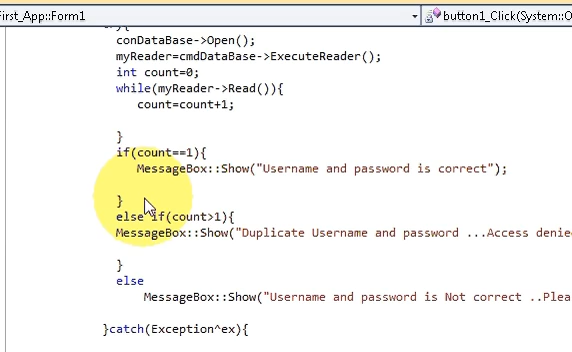 First_App::Form1
button1_Click(System::O
conDataBase->Open();
myReader=cmdDataBase->ExecuteReader();
int count=0;
while(myReader->Read()){
count=count+1;
}
if(count==1){
MessageBox::Show("Username and password is correct");
}
else if(count>1){
MessageBox::Show("Duplicate Username and password ...Access denied
}
else
MessageBox::Show("Username and password is Not correct ..Plea
}catch(Exception^ex){